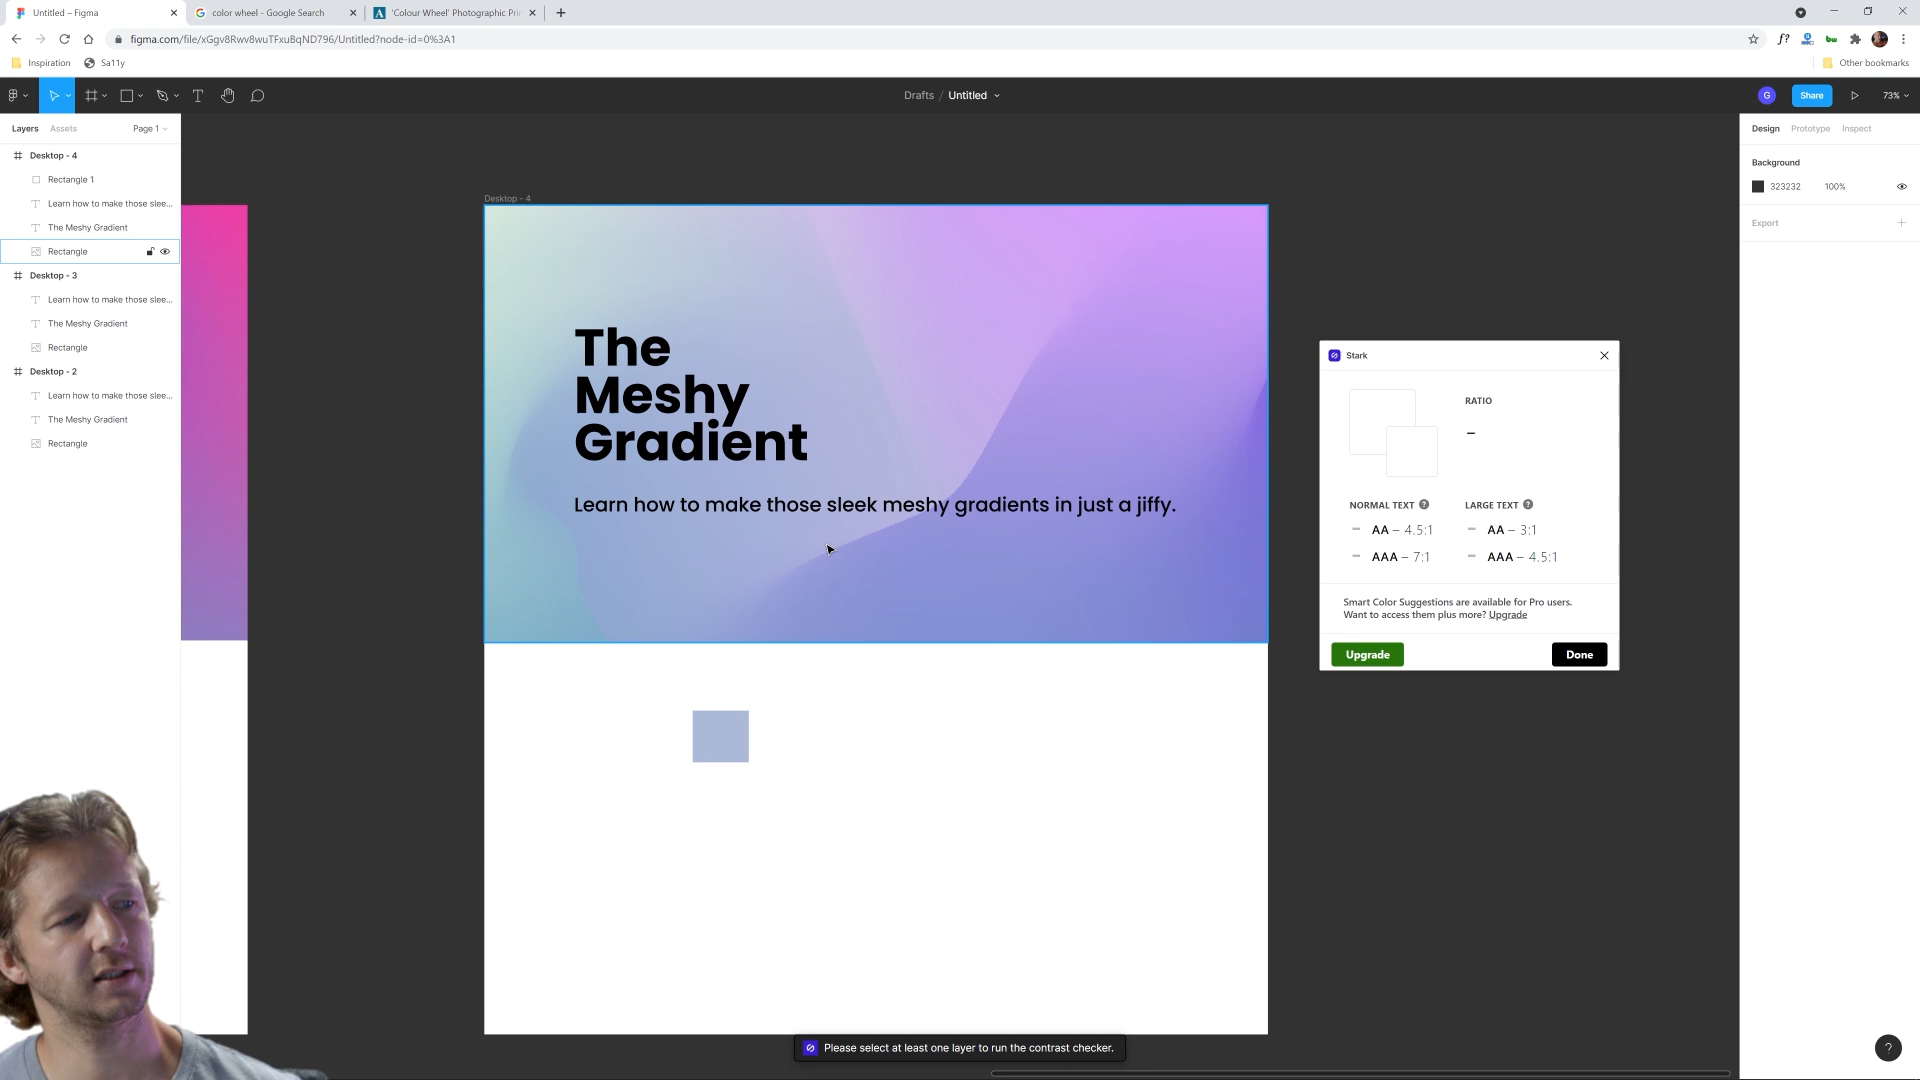 Untitled – Figma
color wheel - Google Search
'Colour Wheel' Photographic Prin
figma.com/file/xGgv8Rwv8wuTFxuBqND796/Untitled?node-id=0%3A1
f?
bw
Inspiration
Sa11y
Other bookmarks
Drafts / Untitled
G
Share
73%
Layers
Assets
Page 1
Design
Prototype
Inspect
Desktop - 4
Rectangle 1
Learn how to make those slee...
The Meshy Gradient
Rectangle
Desktop - 3
Learn how to make those slee...
The Meshy Gradient
Rectangle
Desktop - 2
Learn how to make those slee...
The Meshy Gradient
Rectangle
Desktop - 4
The
Meshy
Gradient
Learn how to make those sleek meshy gradients in just a jiffy.
Background
323232 100%
Export
Stark
RATIO
–
NORMAL TEXT ?
LARGE TEXT ?
AA – 4.5:1
AA – 3:1
AAA – 7:1
AAA – 4.5:1
Smart Color Suggestions are available for Pro users.
Want to access them plus more? Upgrade
Upgrade
Done
Please select at least one layer to run the contrast checker.
?